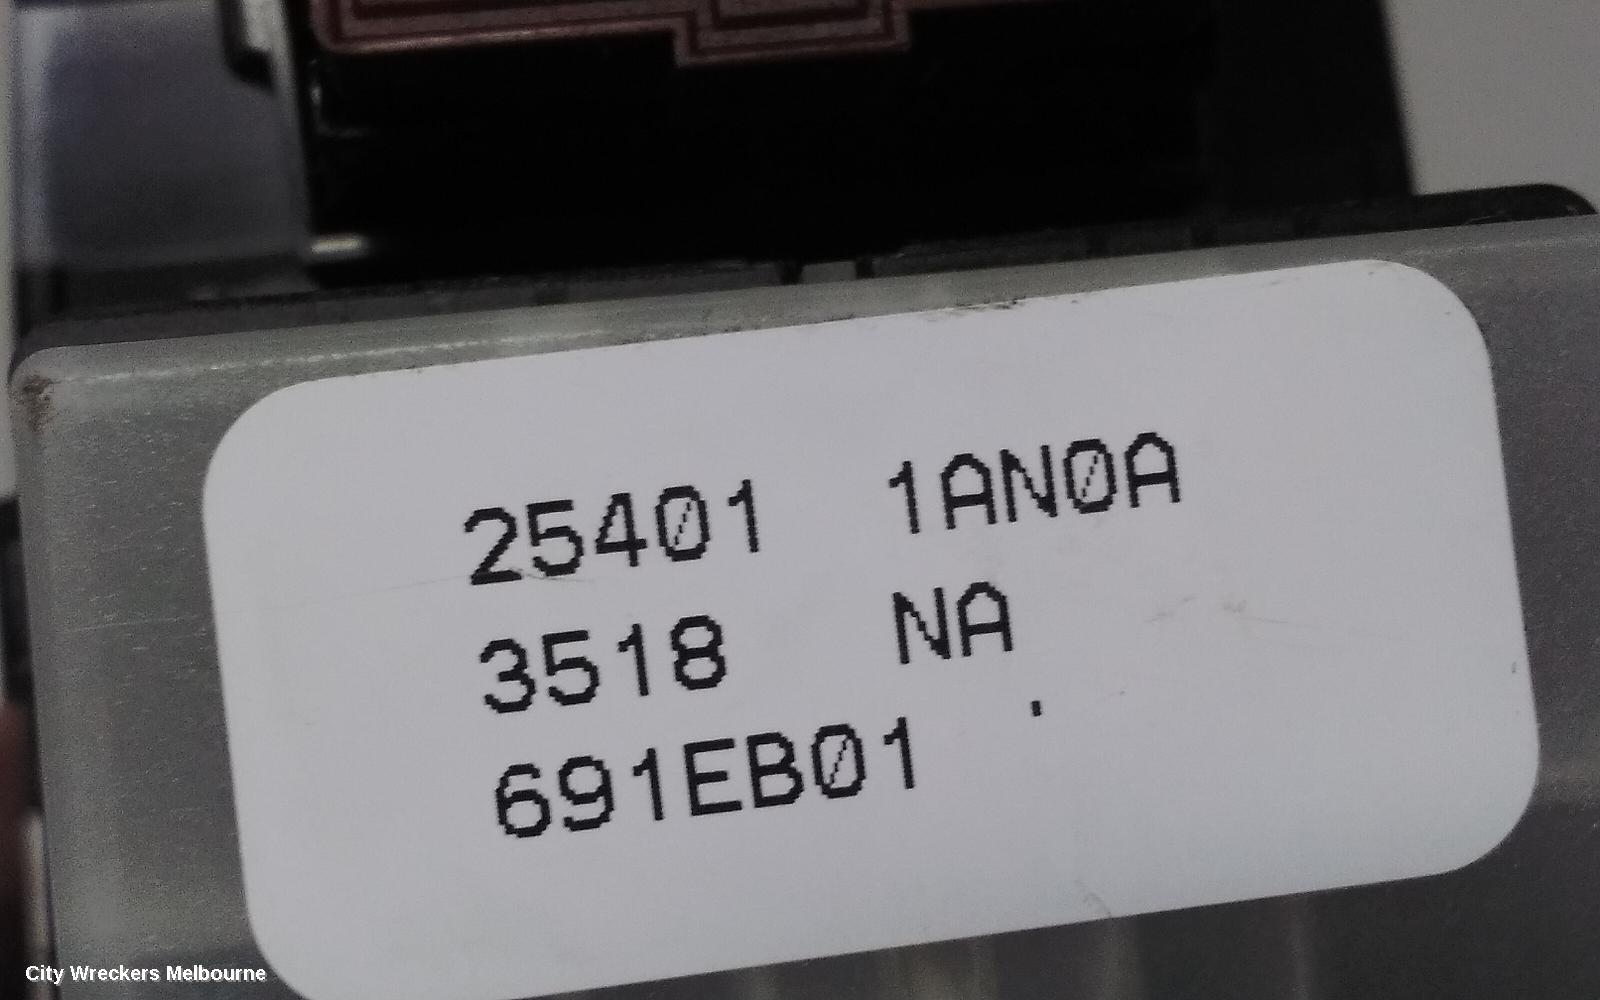 25401 1AN0A
3518 NA
691EB01
City Wreckers Melbourne